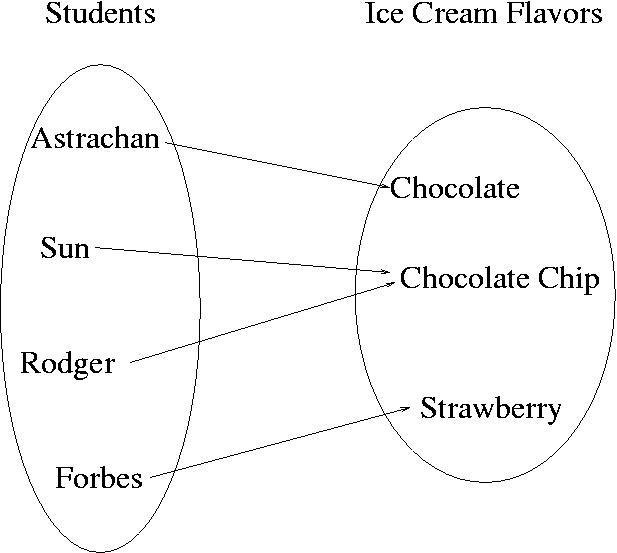 Students
Ice Cream Flavors
Astrachan
Chocolate
Sun
Chocolate Chip
Rodger
Strawberry
Forbes